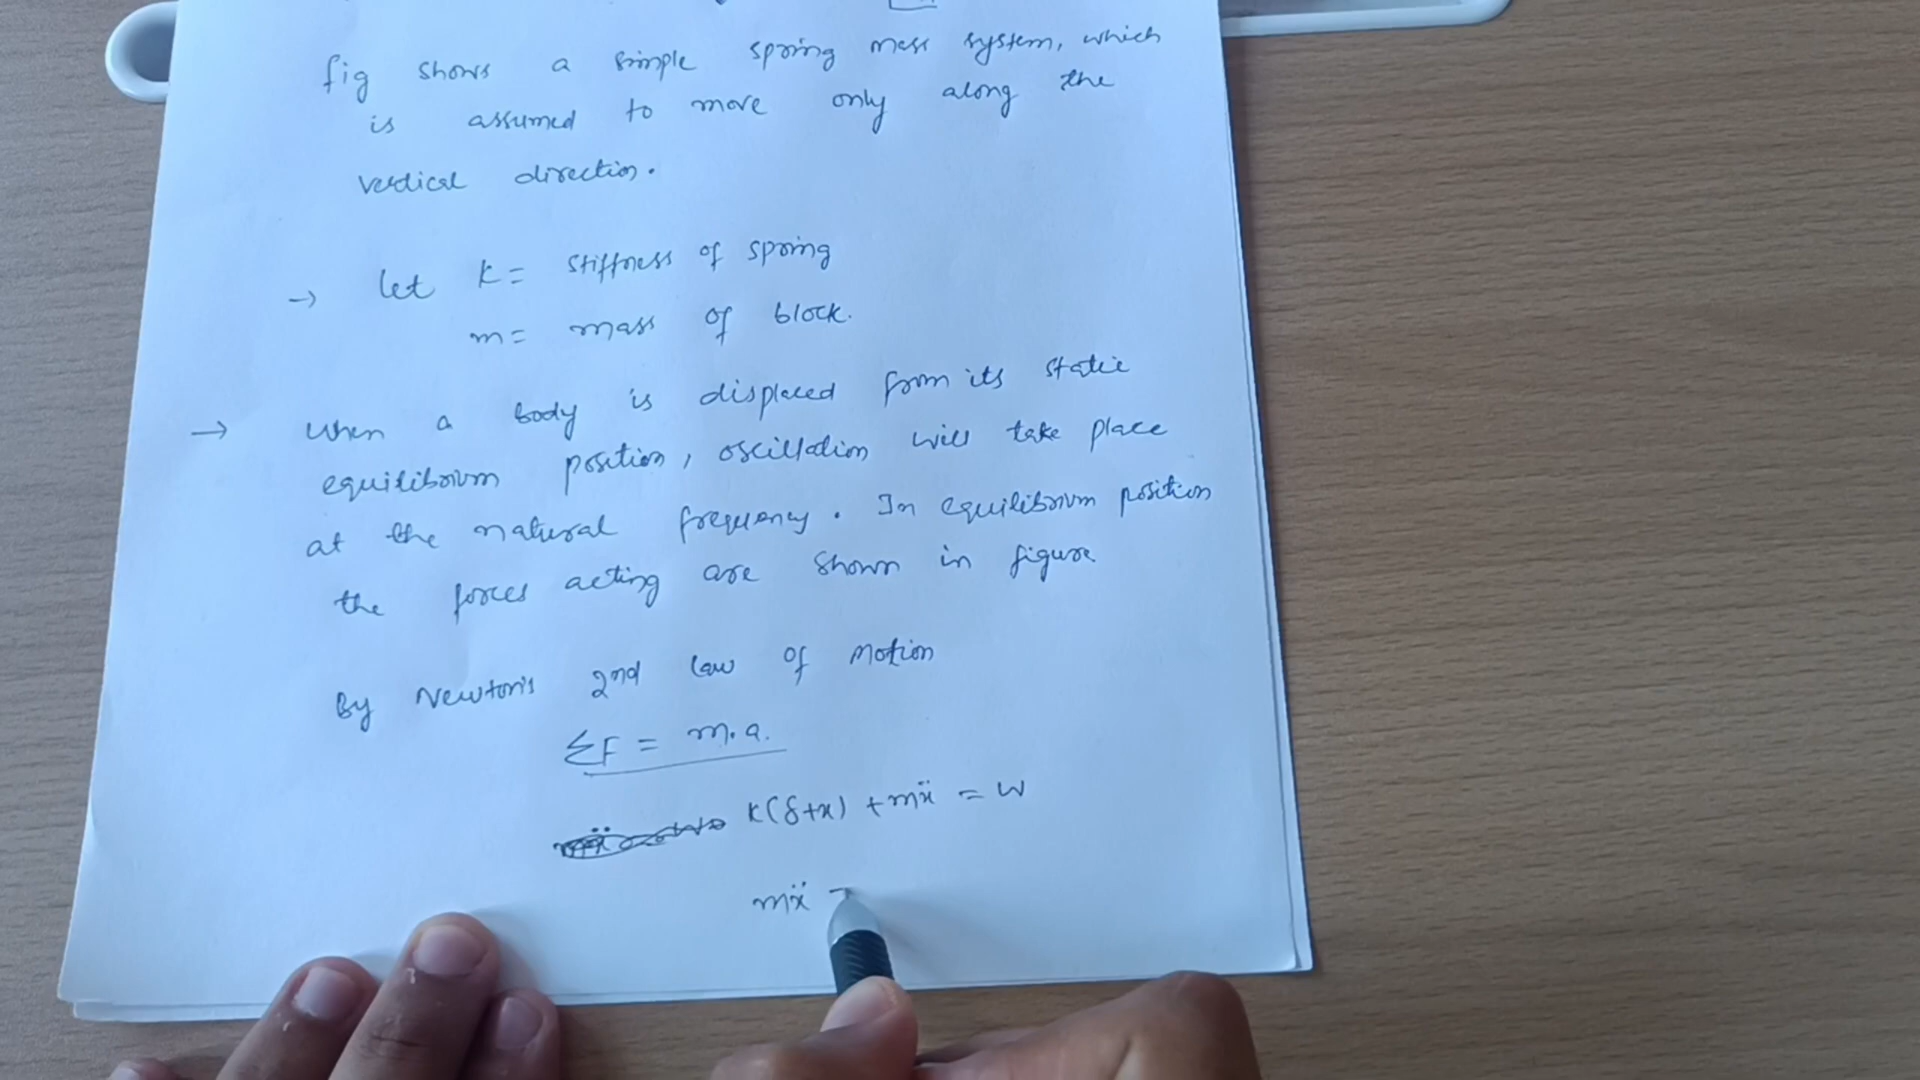 fig shows a simple spring mass system, which
is assumed to move only along the
vertical direction.
→ let k = stiffness of spring
m = mass of block.
→ when a body is displaced from its static
equilibrium position, oscillation will take place
at the natural frequency. In equilibrium position
the forces acting are shown in figure
By Newton's 2nd law of motion
ΣF = m.a.
k(δ+x) + mẍ = w
mẍ